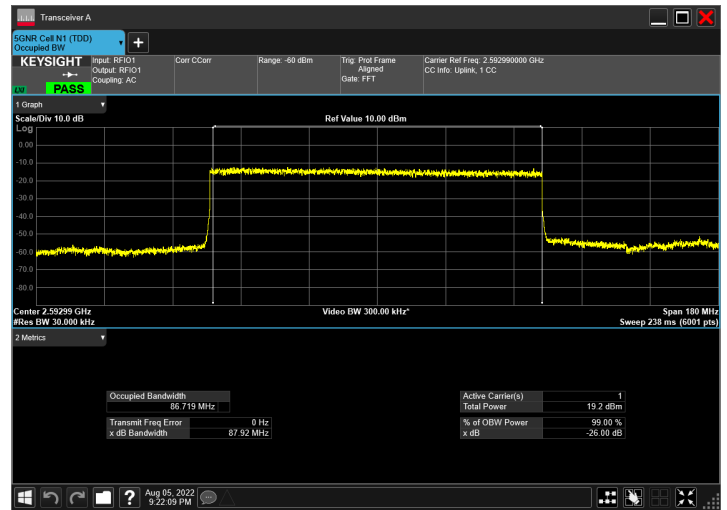 Transceiver A
5GNR Cell N1 (TDD)
Occupied BW
KEYSIGHT
PASS
Input: RFIO1
Output: RFIO1
Coupling: AC
Corr CCorr
Range: -60 dBm
Trig: Prot Frame
Aligned
Gate: FFT
Carrier Ref Freq: 2.592990000 GHz
CC Info: Uplink, 1 CC
1 Graph
Scale/Div 10.0 dB
Ref Value 10.00 dBm
Log
0.00
-10.0
-20.0
-30.0
-40.0
-50.0
-60.0
-70.0
-80.0
Center 2.59299 GHz
Video BW 300.00 kHz*
Span 180 MHz
#Res BW 30.000 kHz
Sweep 238 ms (6001 pts)
2 Metrics
Occupied Bandwidth
86.719 MHz
Active Carrier(s) 1
Total Power 19.2 dBm
Transmit Freq Error 0 Hz
x dB Bandwidth 87.92 MHz
% of OBW Power 99.00 %
x dB -26.00 dB
Aug 05, 2022
9:22:09 PM